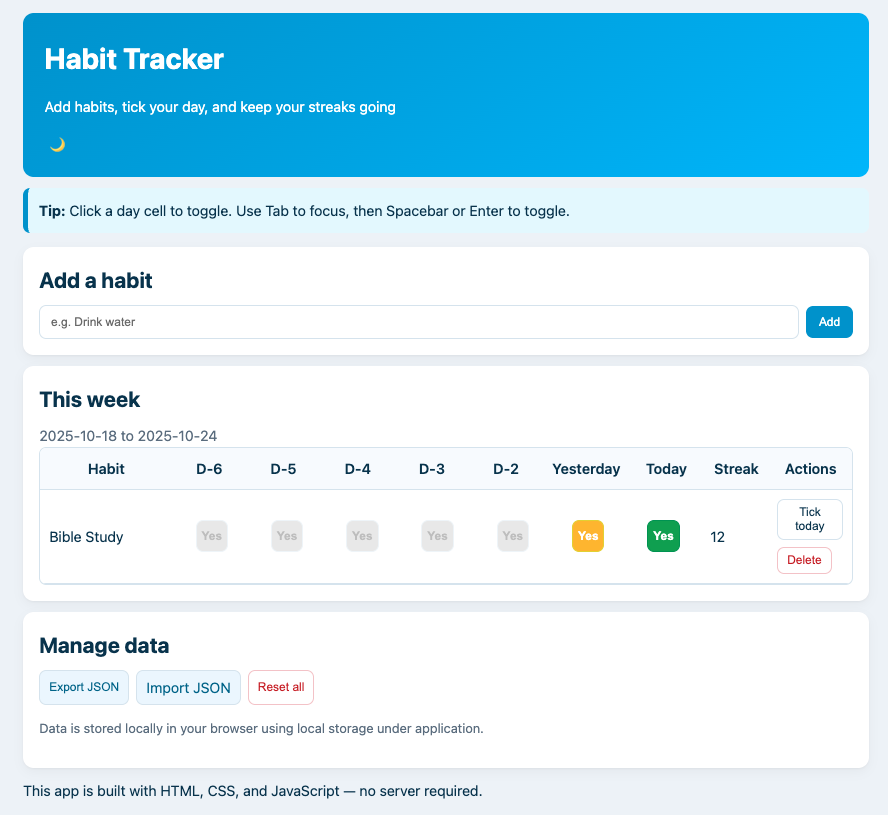 Habit Tracker
Add habits, tick your day, and keep your streaks going
Tip: Click a day cell to toggle. Use Tab to focus, then Spacebar or Enter to toggle.
Add a habit
e.g. Drink water
Add
This week
2025-10-18 to 2025-10-24
Habit D-6 D-5 D-4 D-3 D-2 Yesterday Today Streak Actions
Bible Study Yes Yes Yes Yes Yes Yes Yes 12
Tick
today
Delete
Manage data
Export JSON Import JSON Reset all
Data is stored locally in your browser using local storage under application.
This app is built with HTML, CSS, and JavaScript — no server required.